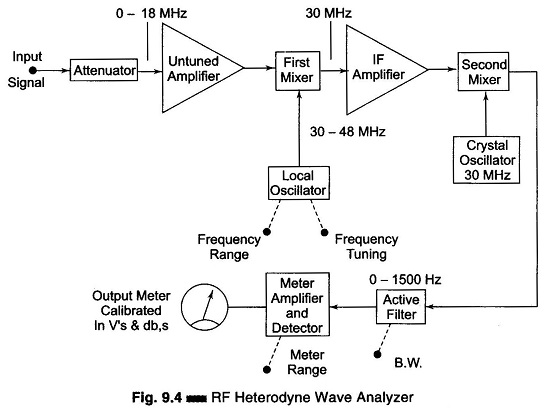 0 – 18 MHz
30 MHz
Input
Signal
Attenuator
Untuned
Amplifier
First
Mixer
IF
Amplifier
Second
Mixer
30 – 48 MHz
Crystal
Oscillator
30 MHz
Local
Oscillator
Frequency
Range
Frequency
Tuning
0 – 1500 Hz
Output Meter
Calibrated
In V's & db,s
Meter
Amplifier
and
Detector
Active
Filter
Meter
Range
B.W.
Fig. 9.4 RF Heterodyne Wave Analyzer